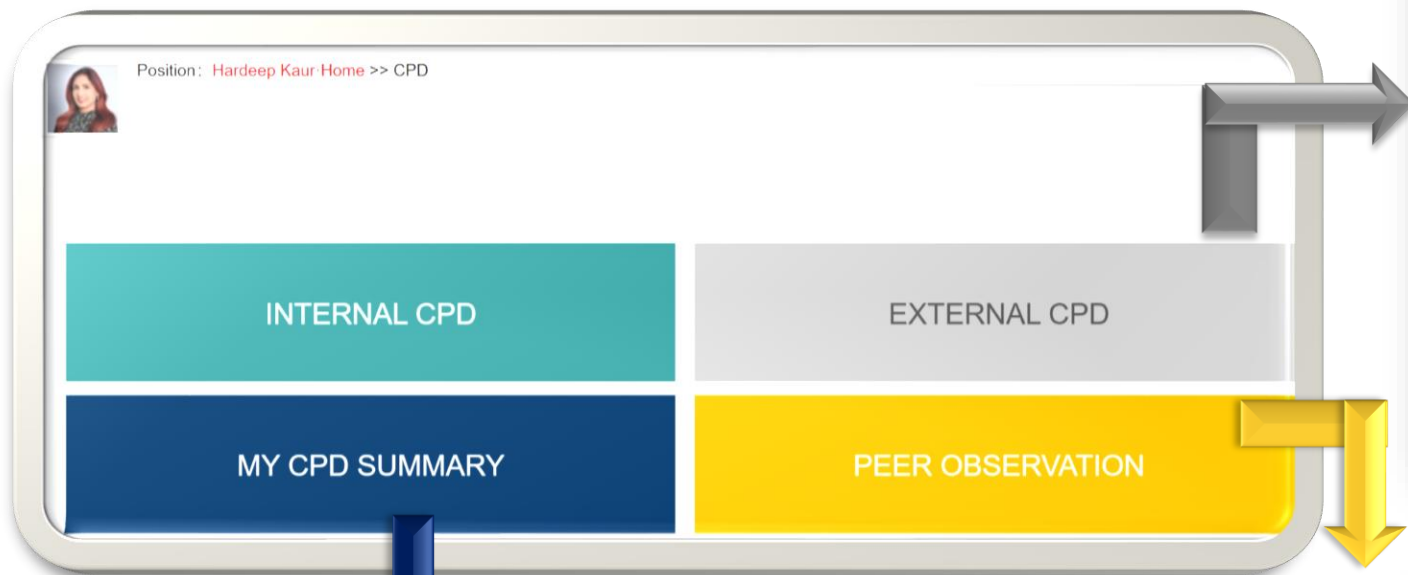 Position: Hardeep Kaur·Home >> CPD
INTERNAL CPD
EXTERNAL CPD
MY CPD SUMMARY
PEER OBSERVATION